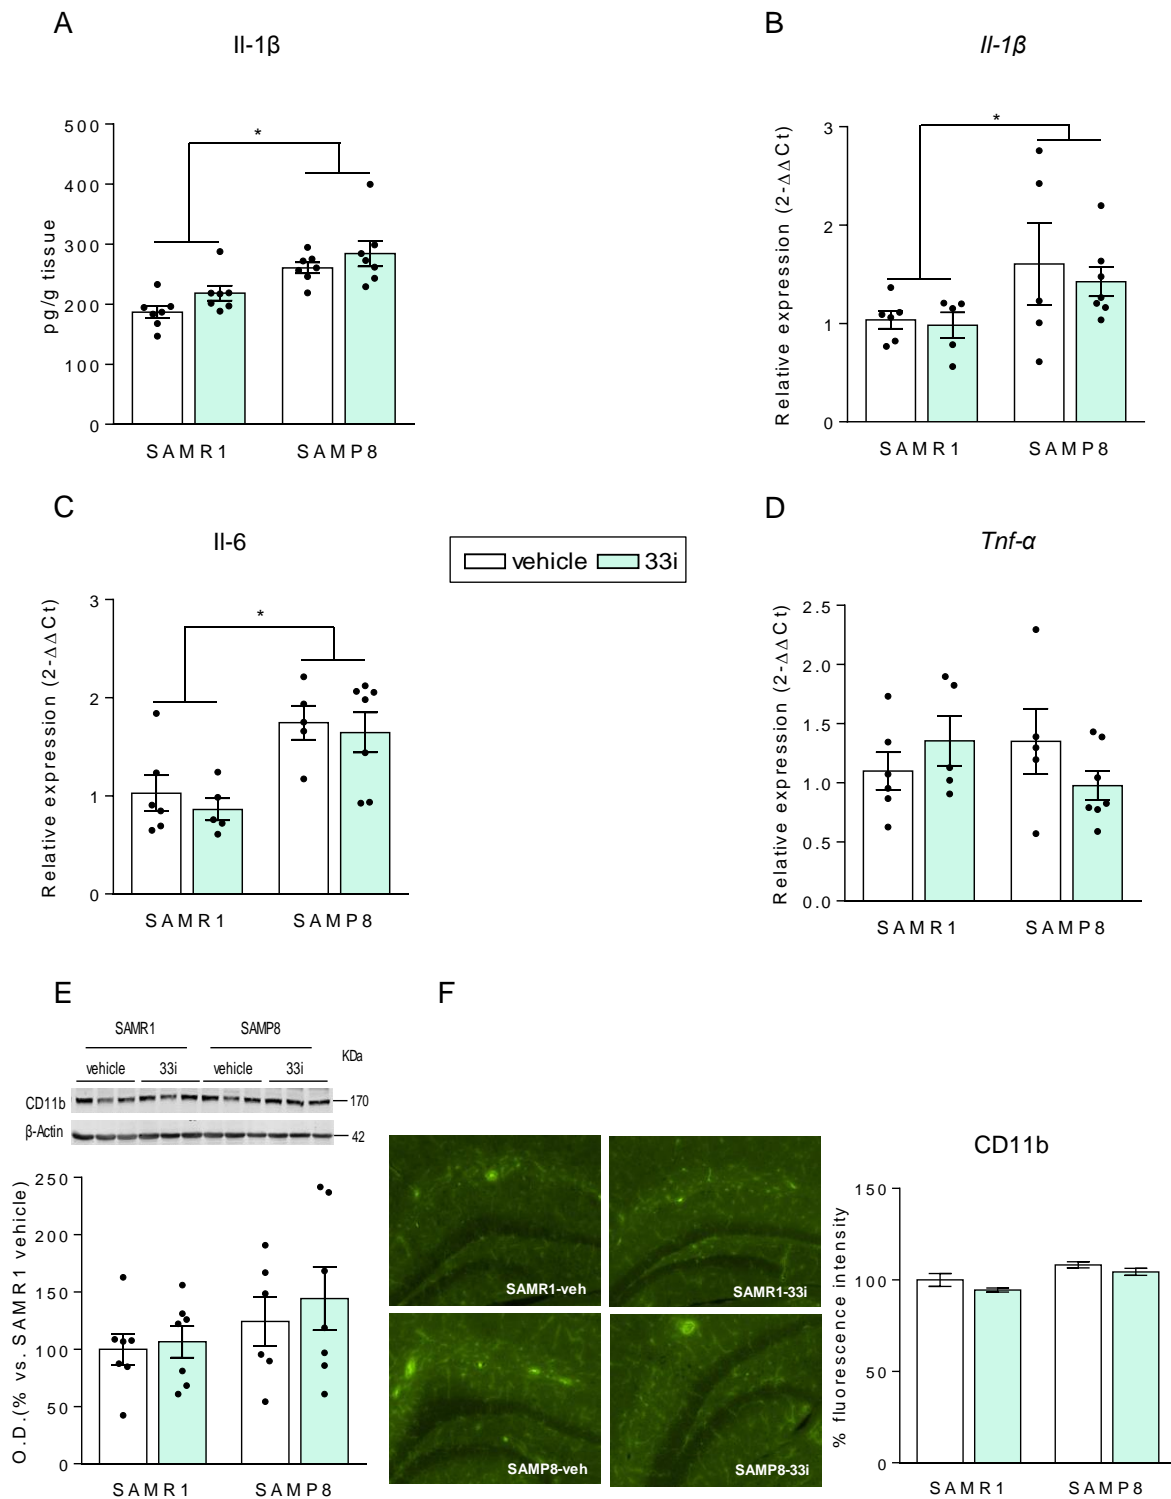 A
Il-1β
500
400
300
200
100
0
pg/g tissue
*
SAMR1
SAMP8
B
Il-1β
3
2
1
0
Relative expression (2-ΔΔCt)
*
SAMR1
SAMP8
C
Il-6
3
2
1
0
Relative expression (2-ΔΔCt)
*
SAMR1
SAMP8
vehicle
33i
D
Tnf-α
2.5
2.0
1.5
1.0
0.5
0.0
Relative expression (2-ΔΔCt)
SAMR1
SAMP8
E
SAMR1
SAMP8
KDa
vehicle
33i
vehicle
33i
CD11b
170
β-Actin
42
250
200
150
100
50
0
O.D.(% vs. SAMR1 vehicle)
SAMR1
SAMP8
F
SAMR1-veh
SAMR1-33i
SAMP8-veh
SAMP8-33i
CD11b
150
100
50
0
% fluorescence intensity
SAMR1
SAMP8